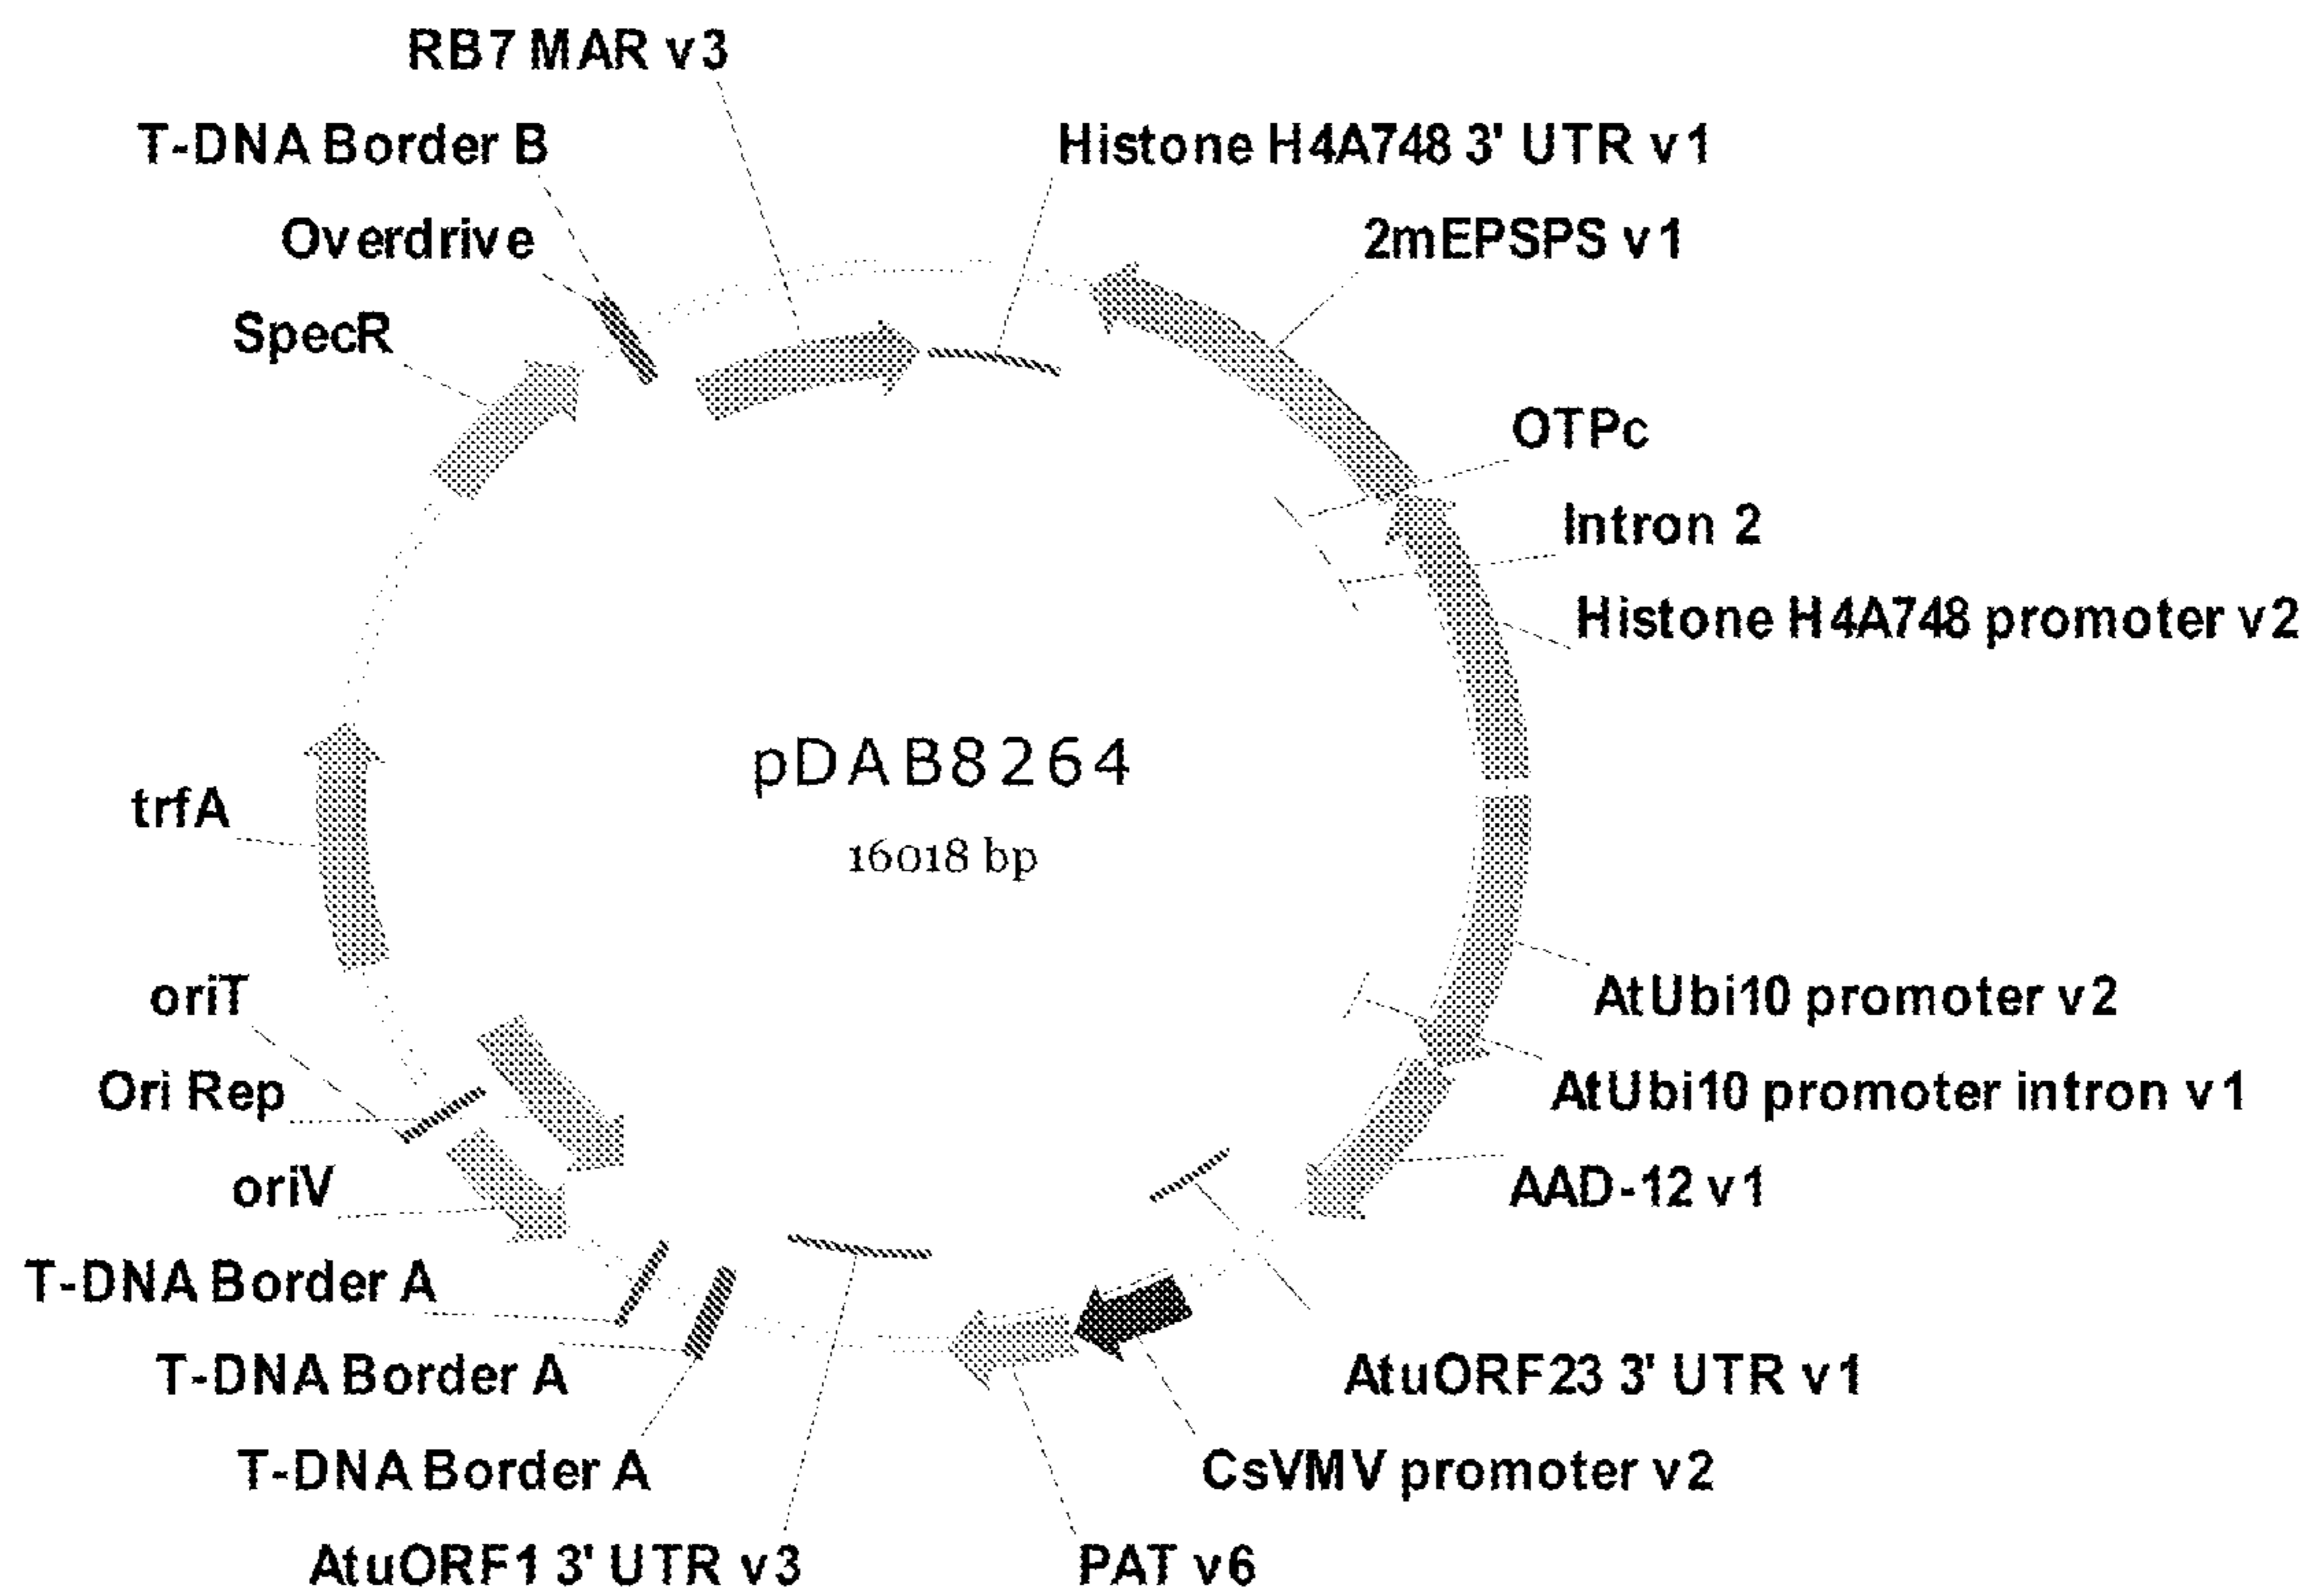 RB7 MAR v3
T-DNA Border B
Histone H4A748 3' UTR v1
Overdrive
2mEPSPS v1
SpecR
OTPc
Intron 2
Histone H4A748 promoter v2
pDAB8264
trfA
16018 bp
oriT
AtUbi10 promoter v2
Ori Rep
AtUbi10 promoter intron v1
oriV
AAD-12 v1
T-DNA Border A
T-DNA Border A
AtuORF23 3' UTR v1
T-DNA Border A
CsVMV promoter v2
AtuORF1 3' UTR v3
PAT v6